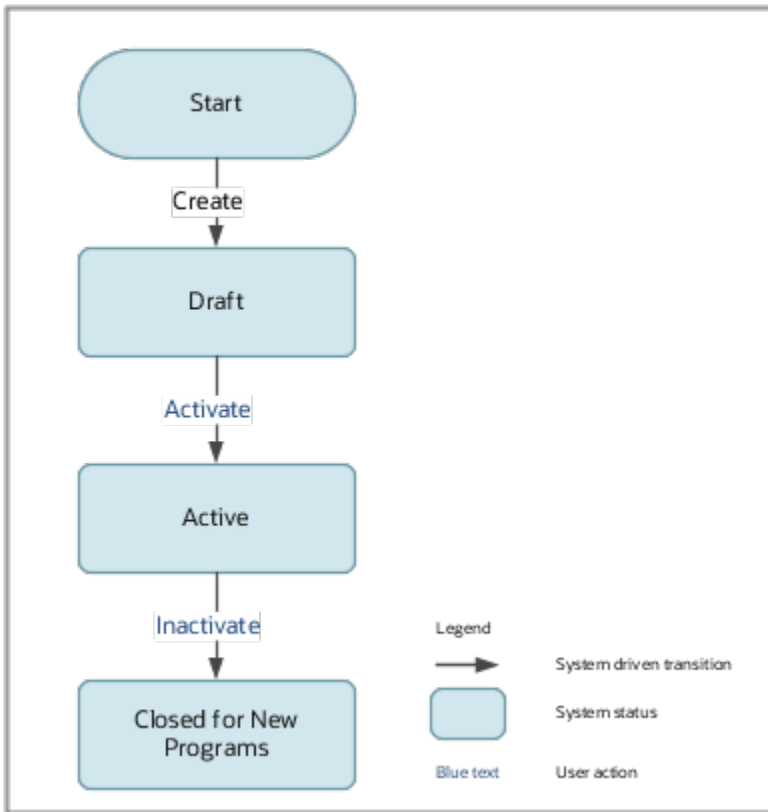 Start
Create
Draft
Activate
Active
Inactivate
Closed for New
Programs
Legend
System driven transition
System status
Blue text User action